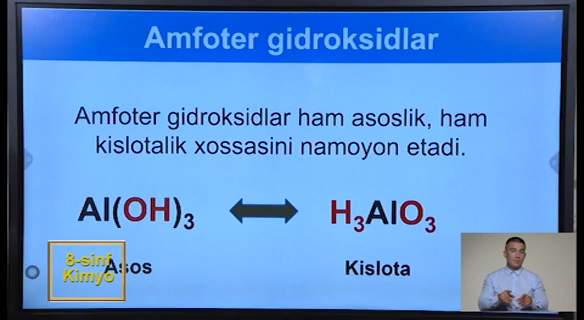 Amfoter gidroksidlar
Amfoter gidroksidlar ham asoslik, ham
kislotalik xossasini namoyon etadi.
Al(OH)₃ H₃AlO₃
Asos Kislota
8-sinf
Kimyo